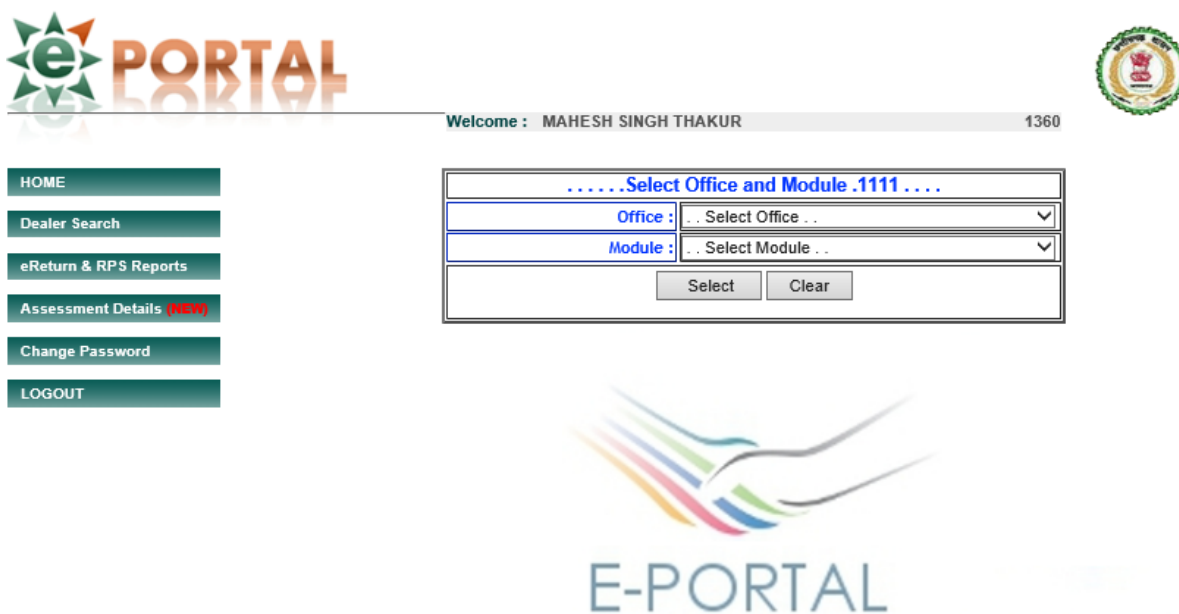 e PORTAL
Welcome : MAHESH SINGH THAKUR 1360
HOME
Dealer Search
eReturn & RPS Reports
Assessment Details (NEW)
Change Password
LOGOUT
. . . . . .Select Office and Module .1111 . . . .
Office : . . Select Office . .
Module : . . Select Module . .
Select Clear
E-PORTAL